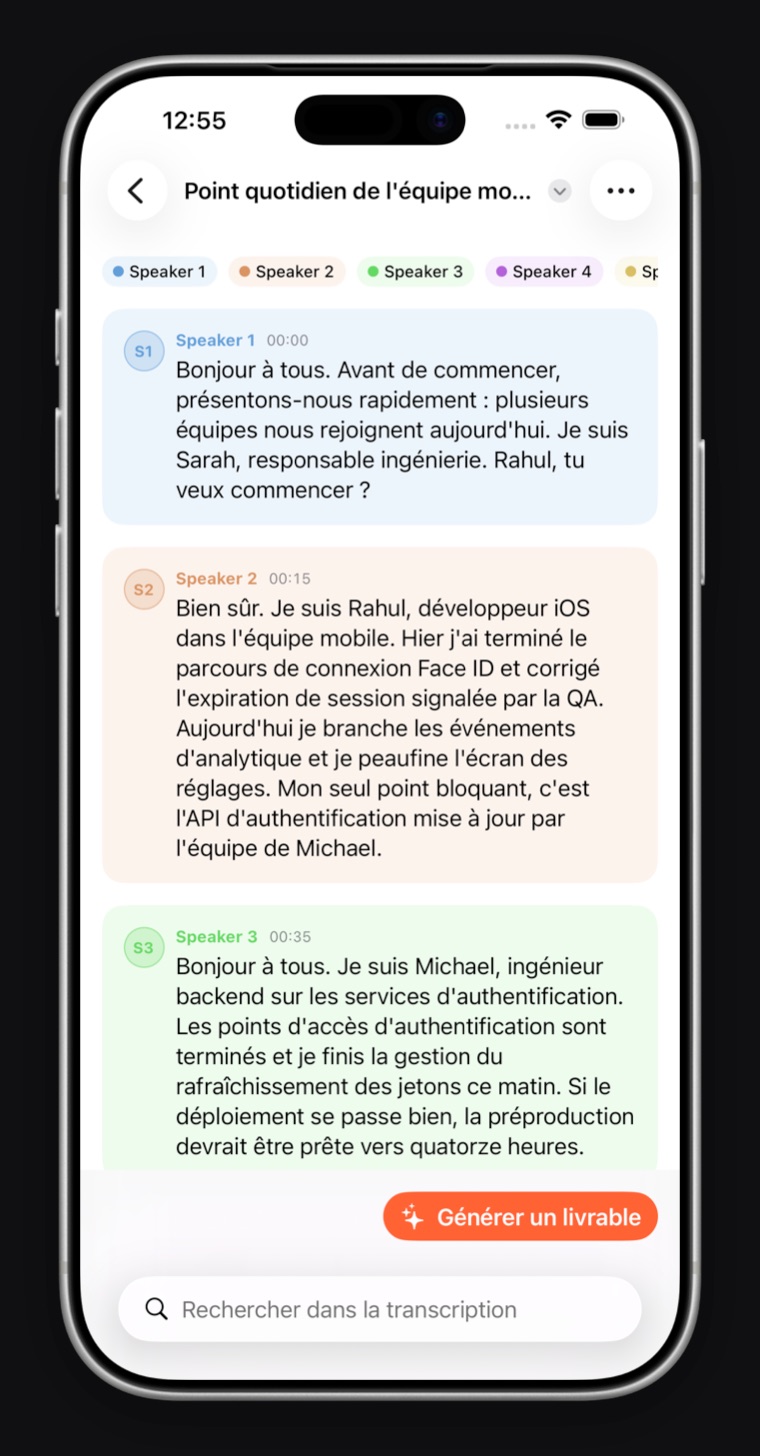 12:55
Point quotidien de l'équipe mo...
Speaker 1
Speaker 2
Speaker 3
Speaker 4
Sp
S1
Speaker 1 00:00
Bonjour à tous. Avant de commencer,
présentons-nous rapidement : plusieurs
équipes nous rejoignent aujourd'hui. Je suis
Sarah, responsable ingénierie. Rahul, tu
veux commencer ?
S2
Speaker 2 00:15
Bien sûr. Je suis Rahul, développeur iOS
dans l'équipe mobile. Hier j'ai terminé le
parcours de connexion Face ID et corrigé
l'expiration de session signalée par la QA.
Aujourd'hui je branche les événements
d'analytique et je peaufine l'écran des
réglages. Mon seul point bloquant, c'est
l'API d'authentification mise à jour par
l'équipe de Michael.
S3
Speaker 3 00:35
Bonjour à tous. Je suis Michael, ingénieur
backend sur les services d'authentification.
Les points d'accès d'authentification sont
terminés et je finis la gestion du
rafraîchissement des jetons ce matin. Si le
déploiement se passe bien, la préproduction
devrait être prête vers quatorze heures.
Générer un livrable
Rechercher dans la transcription